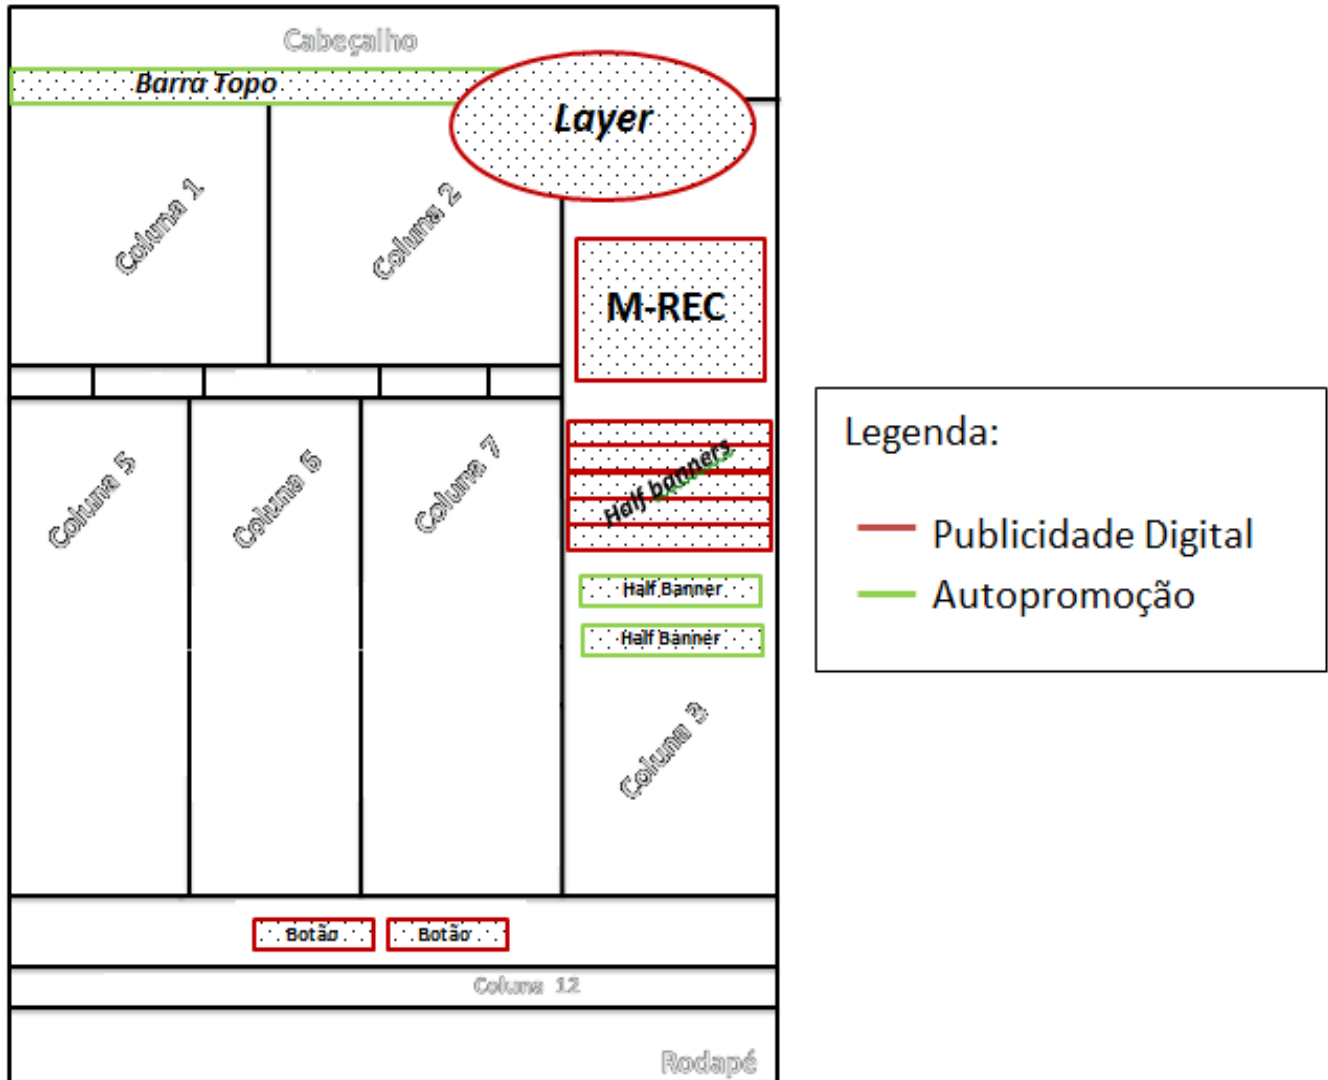 Cabeçalho
Barra Topo
Layer
Coluna 1
Coluna 2
M-REC
Coluna 5
Coluna 6
Coluna 7
Half banners
Half Banner
Half Banner
Coluna 3
Botão
Botão
Coluna 12
Rodapé
Legenda:
Publicidade Digital
Autopromoção